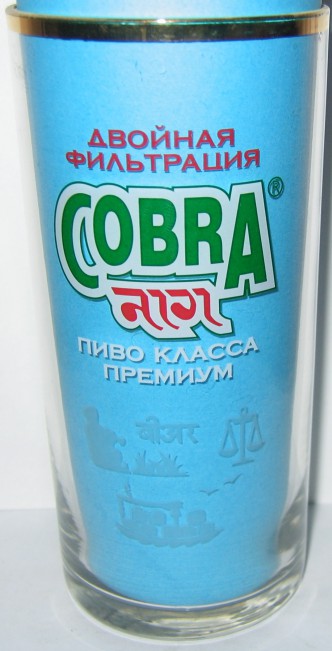 ДВОЙНАЯ
ФИЛЬТРАЦИЯ
COBRA®
नाग
ПИВО КЛАССА
ПРЕМИУМ
बीअर